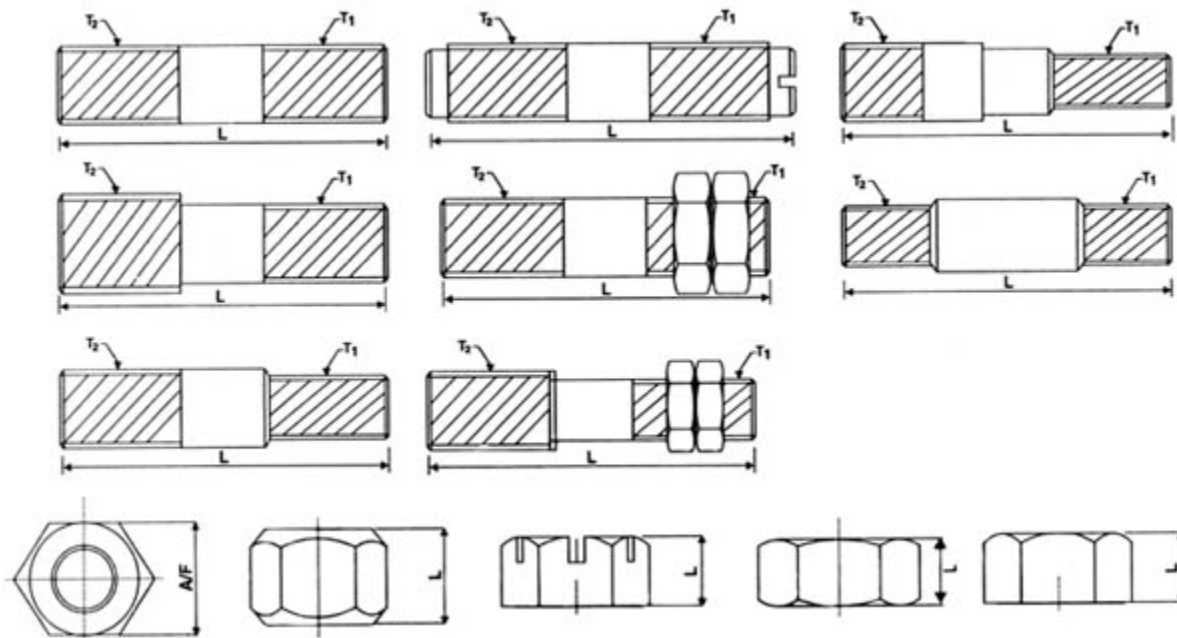 T₂ T₁ T₂ T₁ T₂ T₁
L L L
T₂ T₁ T₂ T₁ T₂ T₁
L L L
T₂ T₁ T₂ T₁
L L
A/F L L L L